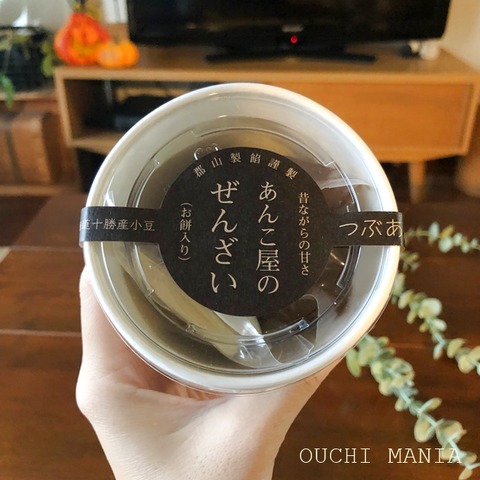 郡山製餡謹製
昔ながらの甘さ
あんこ屋の
ぜんざい
(お餅入り)
十勝産小豆
つぶあ
OUCHI MANIA